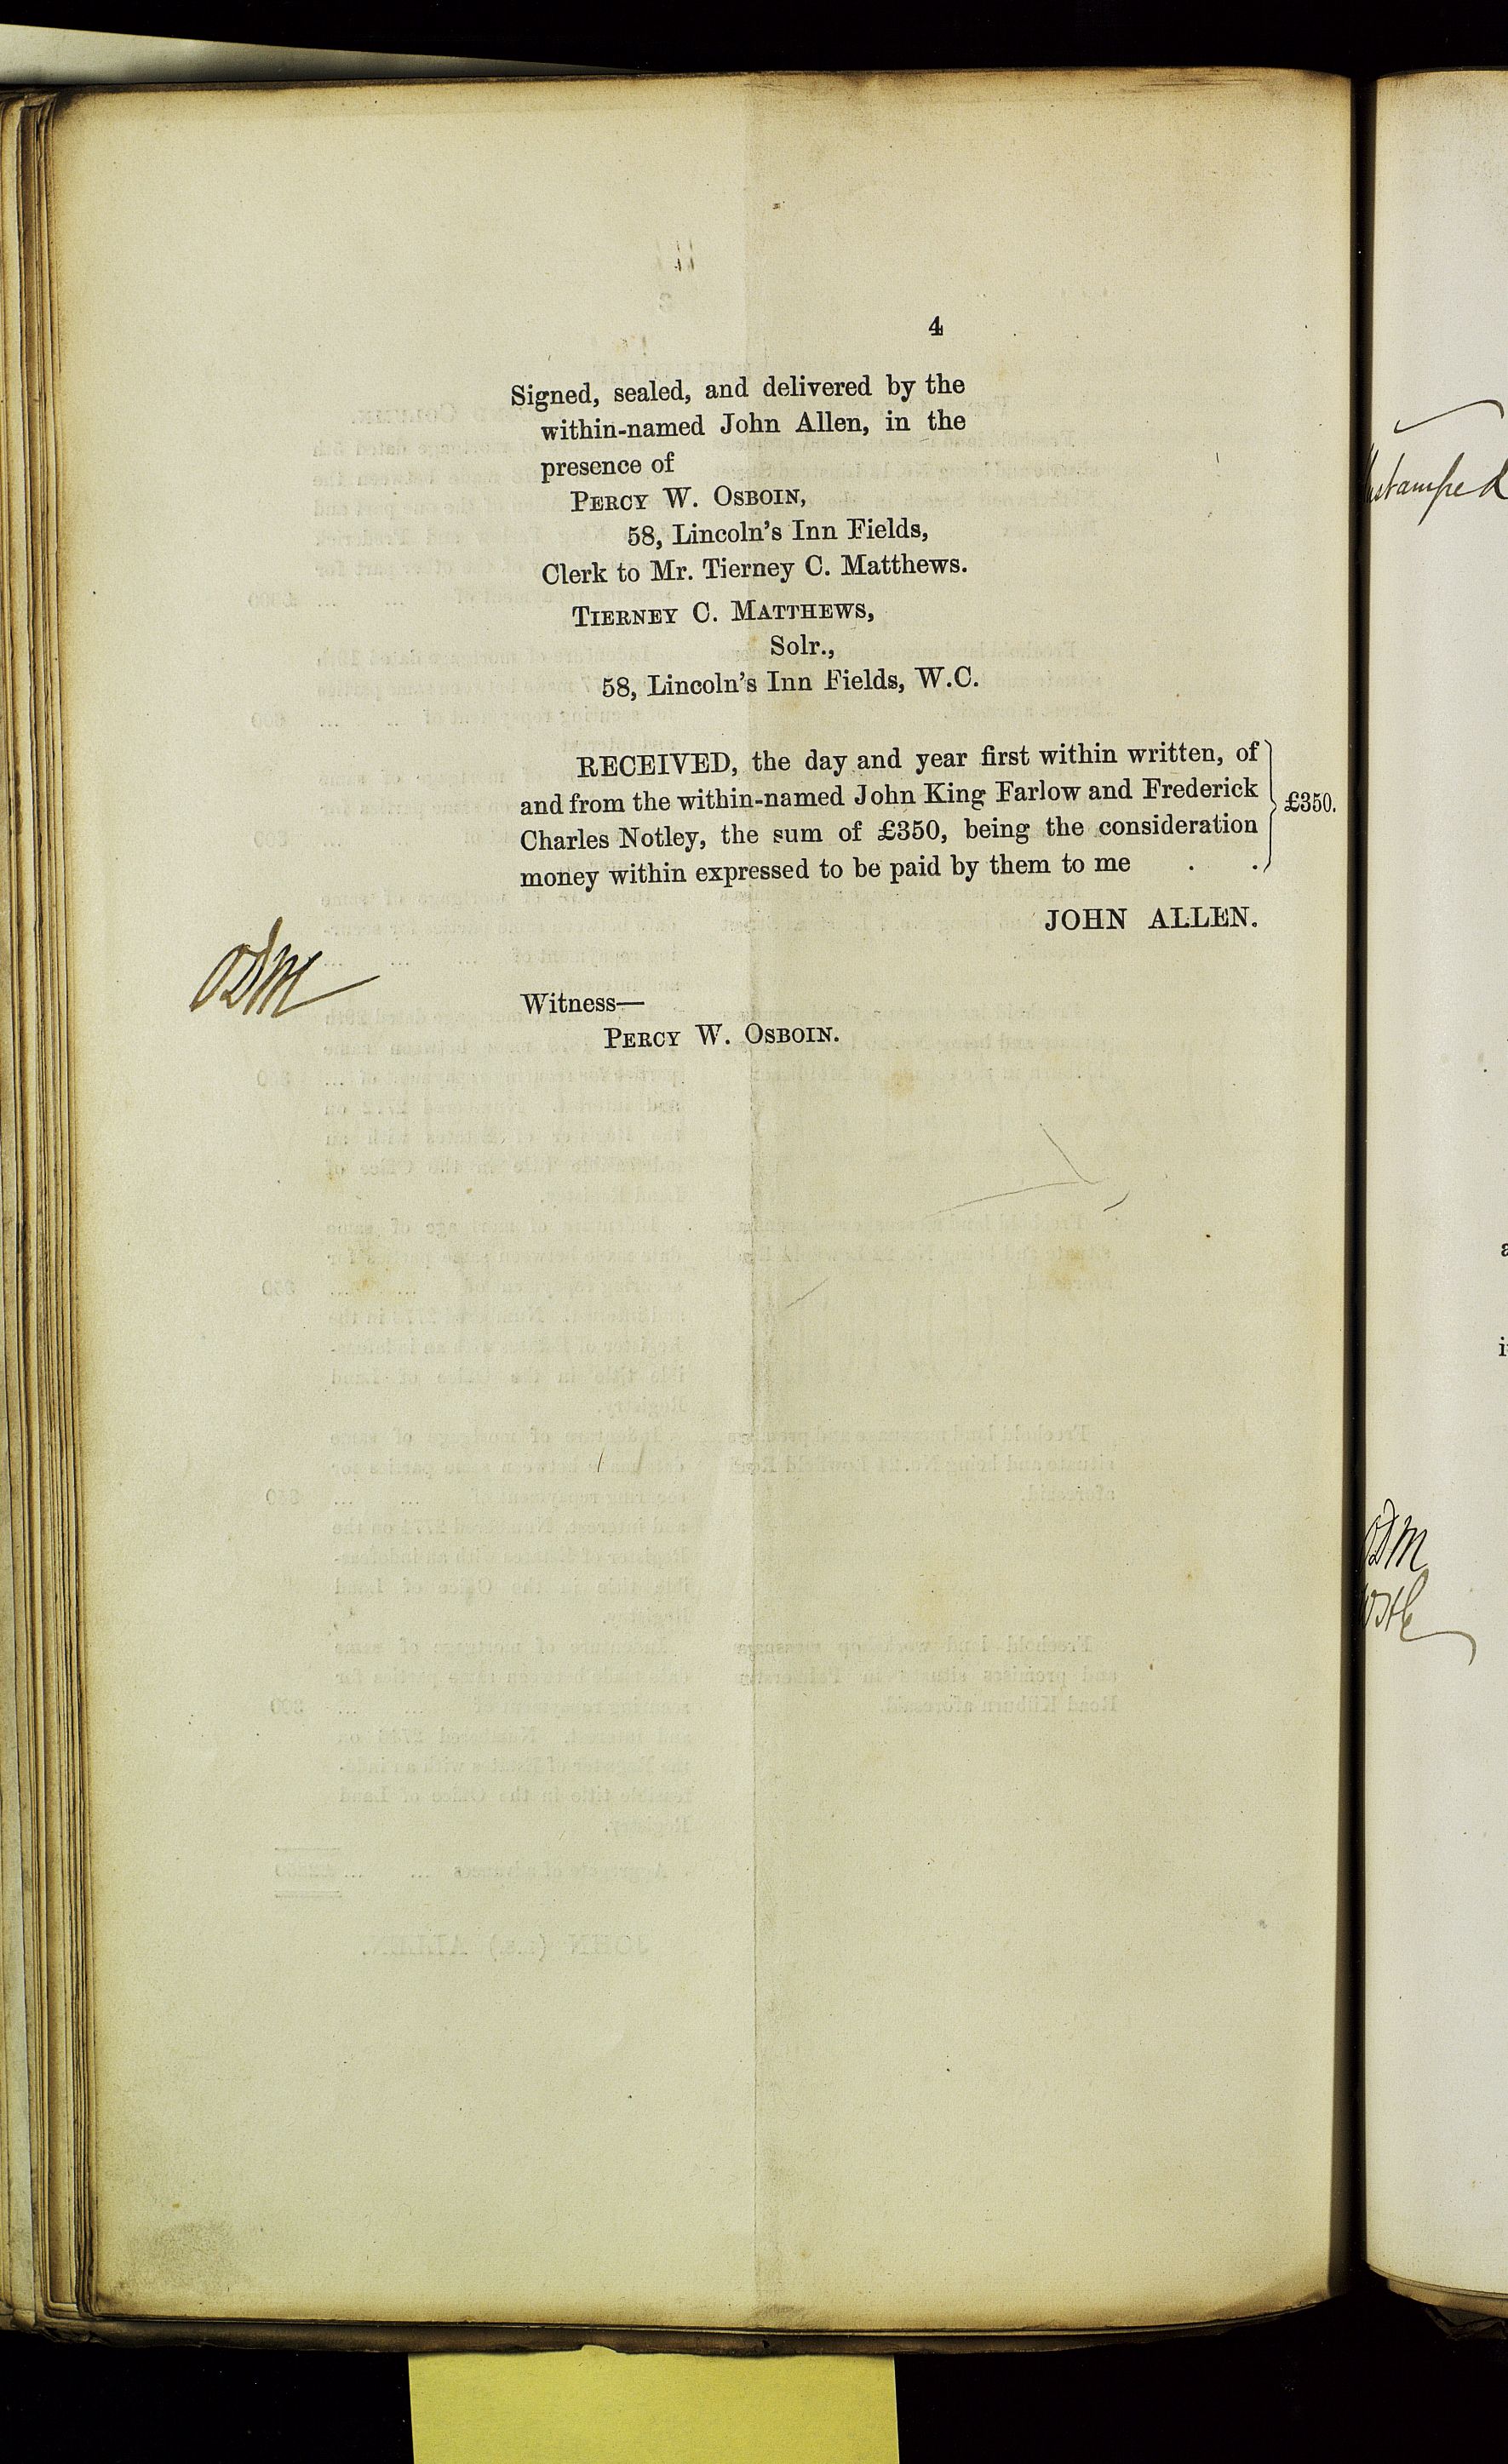 4
Signed, sealed, and delivered by the
within-named John Allen, in the
presence of
PERCY W. OSBOIN,
58, Lincoln's Inn Fields,
Clerk to Mr. Tierney C. Matthews.
TIERNEY C. MATTHEWS,
Solr.,
58, Lincoln's Inn Fields, W.C.
RECEIVED, the day and year first within written, of
and from the within-named John King Farlow and Frederick
Charles Notley, the sum of £350, being the consideration
money within expressed to be paid by them to me . .
£350.
JOHN ALLEN.
Witness—
PERCY W. OSBOIN.